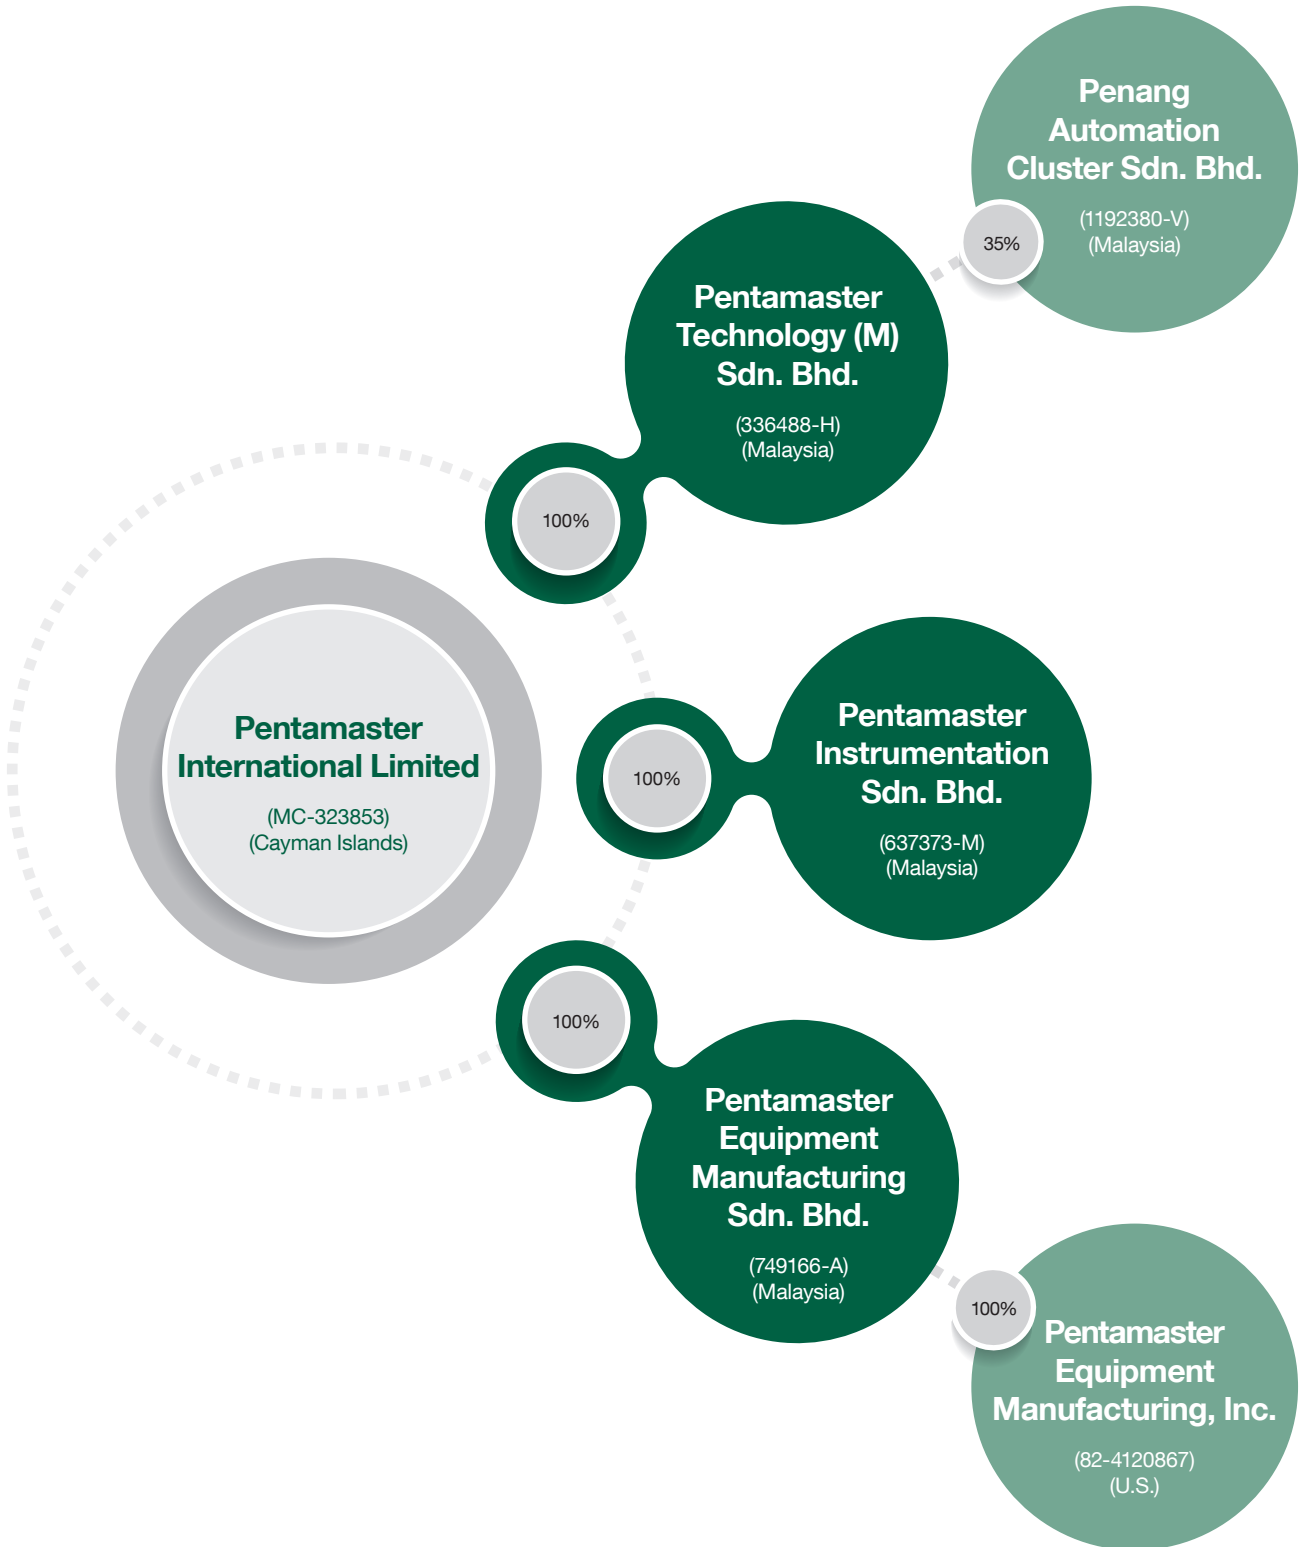 Penang
Automation
Cluster Sdn. Bhd.
(1192380-V)
(Malaysia)
35%
Pentamaster
Technology (M)
Sdn. Bhd.
(336488-H)
(Malaysia)
100%
Pentamaster
International Limited
(MC-323853)
(Cayman Islands)
100%
Pentamaster
Instrumentation
Sdn. Bhd.
(637373-M)
(Malaysia)
100%
Pentamaster
Equipment
Manufacturing
Sdn. Bhd.
(749166-A)
(Malaysia)
100%
Pentamaster
Equipment
Manufacturing, Inc.
(82-4120867)
(U.S.)